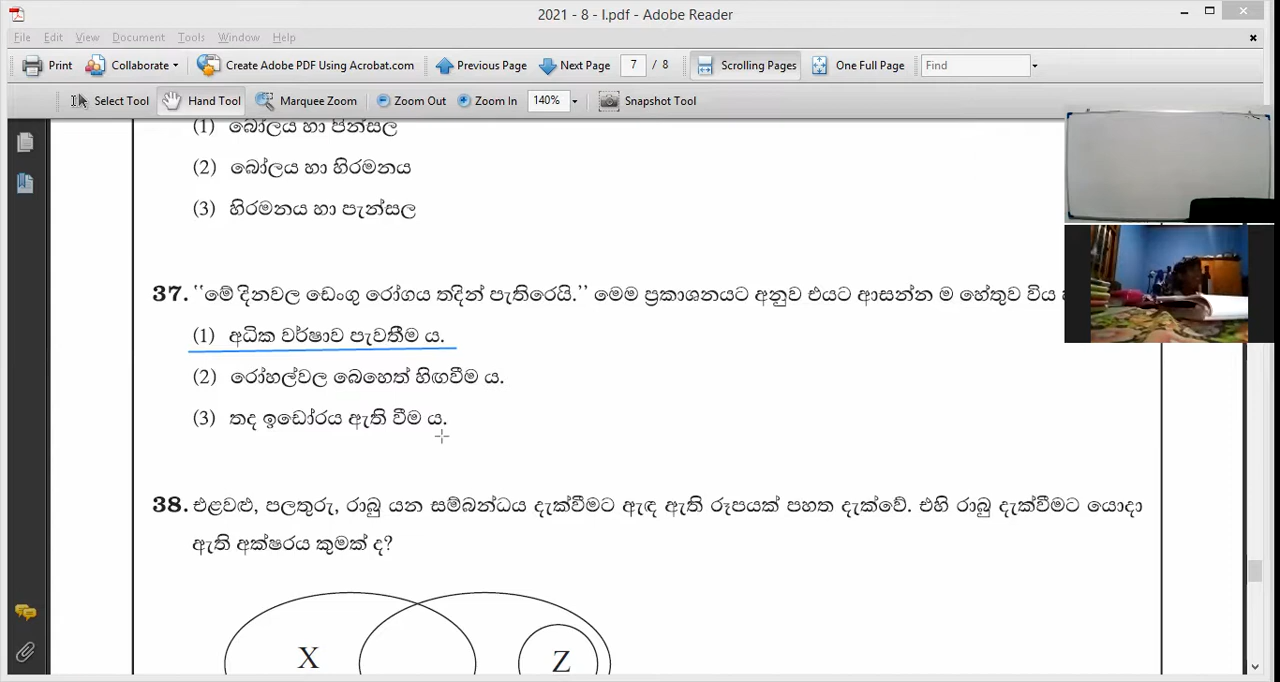 2021 - 8 - I.pdf - Adobe Reader
File Edit View Document Tools Window Help
Print Collaborate Create Adobe PDF Using Acrobat.com Previous Page Next Page 7 / 8 Scrolling Pages One Full Page Find
Select Tool Hand Tool Marquee Zoom Zoom Out Zoom In 140% Snapshot Tool
(1) බෝලය හා පැන්සල
(2) බෝලය හා හිරමනය
(3) හිරමනය හා පැන්සල
37. “මේ දිනවල ඩෙංගු රෝගය තදින් පැතිරෙයි.” මෙම ප්‍රකාශනයට අනුව එයට ආසන්න ම හේතුව විය
(1) අධික වර්ෂාව පැවතීම ය.
(2) රෝහල්වල බෙහෙත් හිඟවීම ය.
(3) තද ඉඩෝරය ඇති වීම ය.
38. එළවළු, පලතුරු, රාබු යන සම්බන්ධය දැක්වීමට ඇඳ ඇති රූපයක් පහත දැක්වේ. එහි රාබු දැක්වීමට යොදා
ඇති අක්ෂරය කුමක් ද?
X Z